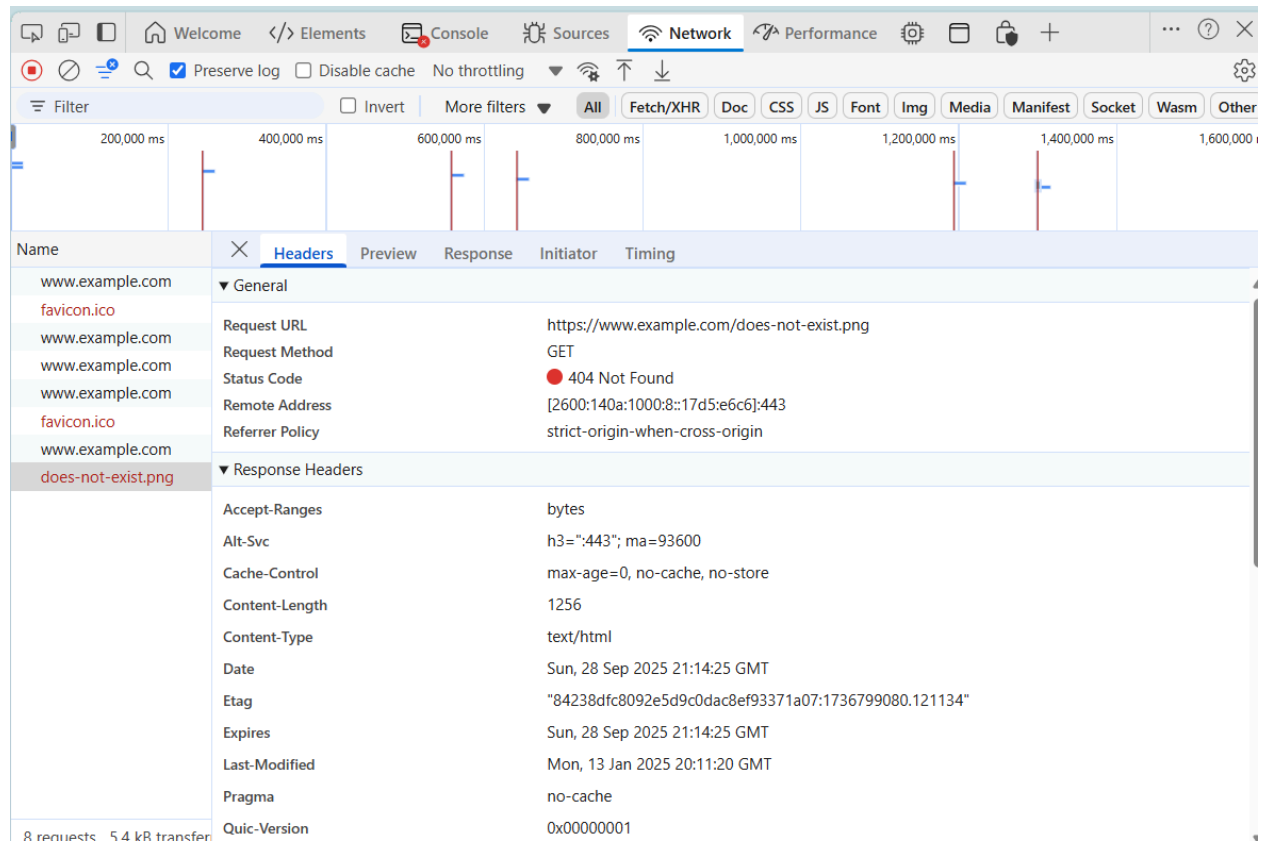 Welcome </> Elements Console Sources Network Performance
Preserve log Disable cache No throttling
Filter Invert More filters All Fetch/XHR Doc CSS JS Font Img Media Manifest Socket Wasm Other
200,000 ms 400,000 ms 600,000 ms 800,000 ms 1,000,000 ms 1,200,000 ms 1,400,000 ms 1,600,000
Name
www.example.com
favicon.ico
www.example.com
www.example.com
www.example.com
favicon.ico
www.example.com
does-not-exist.png
8 requests 5.4 kB transfer
Headers Preview Response Initiator Timing
General
Request URL https://www.example.com/does-not-exist.png
Request Method GET
Status Code 404 Not Found
Remote Address [2600:140a:1000:8::17d5:e6c6]:443
Referrer Policy strict-origin-when-cross-origin
Response Headers
Accept-Ranges bytes
Alt-Svc h3=":443"; ma=93600
Cache-Control max-age=0, no-cache, no-store
Content-Length 1256
Content-Type text/html
Date Sun, 28 Sep 2025 21:14:25 GMT
Etag "84238dfc8092e5d9c0dac8ef93371a07:1736799080.121134"
Expires Sun, 28 Sep 2025 21:14:25 GMT
Last-Modified Mon, 13 Jan 2025 20:11:20 GMT
Pragma no-cache
Quic-Version 0x00000001